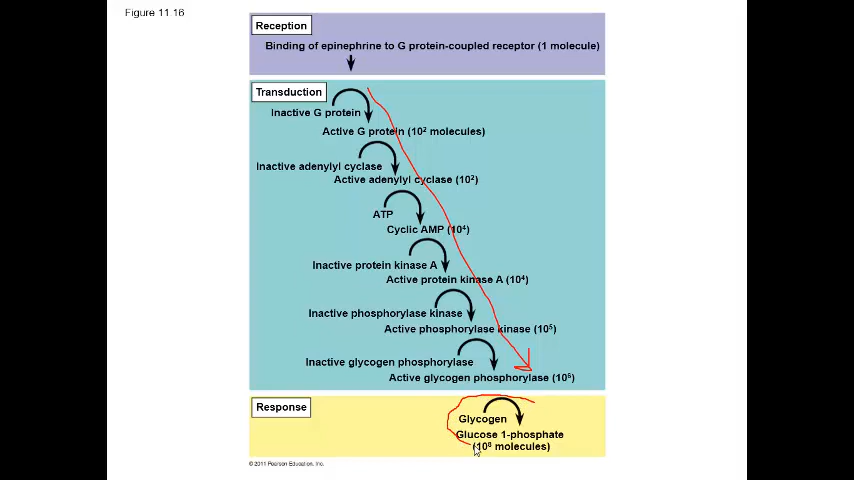 Figure 11.16
Reception
Binding of epinephrine to G protein-coupled receptor (1 molecule)
Transduction
Inactive G protein
Active G protein (10² molecules)
Inactive adenylyl cyclase
Active adenylyl cyclase (10²)
ATP
Cyclic AMP (10⁴)
Inactive protein kinase A
Active protein kinase A (10⁴)
Inactive phosphorylase kinase
Active phosphorylase kinase (10⁵)
Inactive glycogen phosphorylase
Active glycogen phosphorylase (10⁶)
Response
Glycogen
Glucose 1-phosphate
(10⁸ molecules)
© 2011 Pearson Education, Inc.